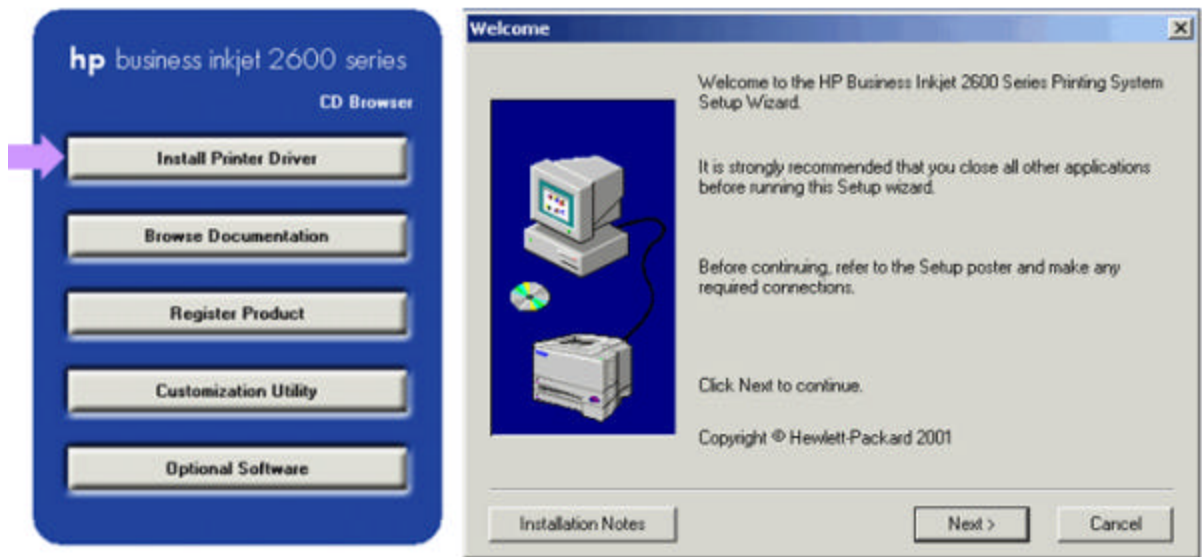 hp business inkjet 2600 series
CD Browser
Install Printer Driver
Browse Documentation
Register Product
Customization Utility
Optional Software
Welcome
Welcome to the HP Business Inkjet 2600 Series Printing System
Setup Wizard.
It is strongly recommended that you close all other applications
before running this Setup wizard.
Before continuing, refer to the Setup poster and make any
required connections.
Click Next to continue.
Copyright © Hewlett-Packard 2001
Installation Notes
Next >
Cancel